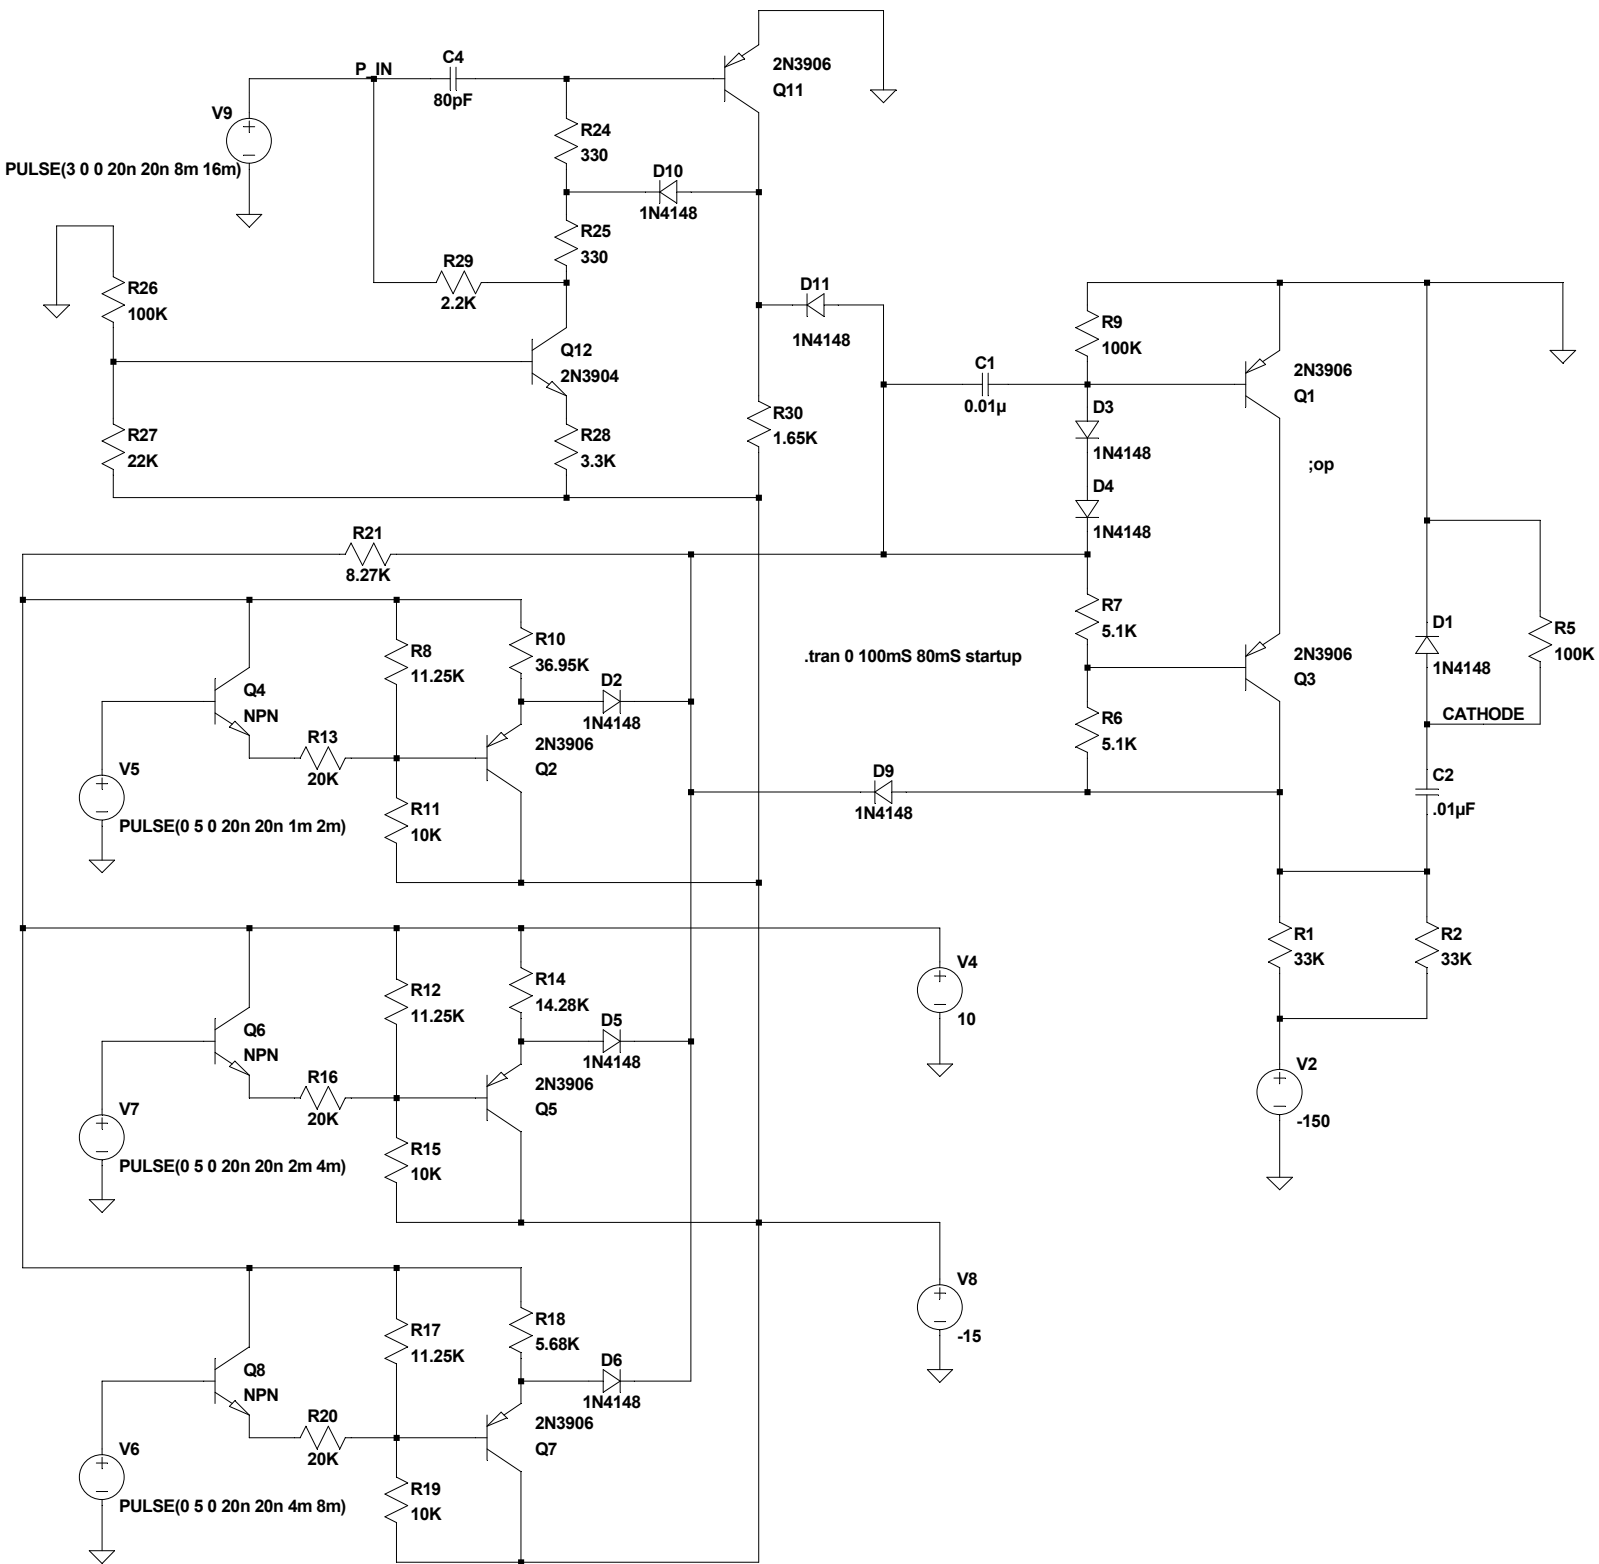 C4
P_IN
80pF
2N3906
Q11
V9
+
−
PULSE(3 0 0 20n 20n 8m 16m)
R24
330
D10
1N4148
R25
330
R29
2.2K
R26
100K
D11
1N4148
R9
100K
Q12
2N3904
C1
0.01µ
2N3906
Q1
D3
1N4148
R30
1.65K
R27
22K
R28
3.3K
;op
D4
1N4148
R21
8.27K
R10
36.95K
R8
11.25K
R7
5.1K
.tran 0 100mS 80mS startup
D1
1N4148
R5
100K
Q4
NPN
D2
1N4148
2N3906
Q3
CATHODE
R13
20K
2N3906
Q2
R6
5.1K
V5
+
−
PULSE(0 5 0 20n 20n 1m 2m)
R11
10K
D9
1N4148
C2
.01µF
R1
33K
R2
33K
R12
11.25K
R14
14.28K
V4
+
−
10
Q6
NPN
D5
1N4148
R16
20K
2N3906
Q5
V2
+
−
-150
V7
+
−
PULSE(0 5 0 20n 20n 2m 4m)
R15
10K
V8
+
−
-15
R17
11.25K
R18
5.68K
Q8
NPN
D6
1N4148
R20
20K
2N3906
Q7
V6
+
−
PULSE(0 5 0 20n 20n 4m 8m)
R19
10K